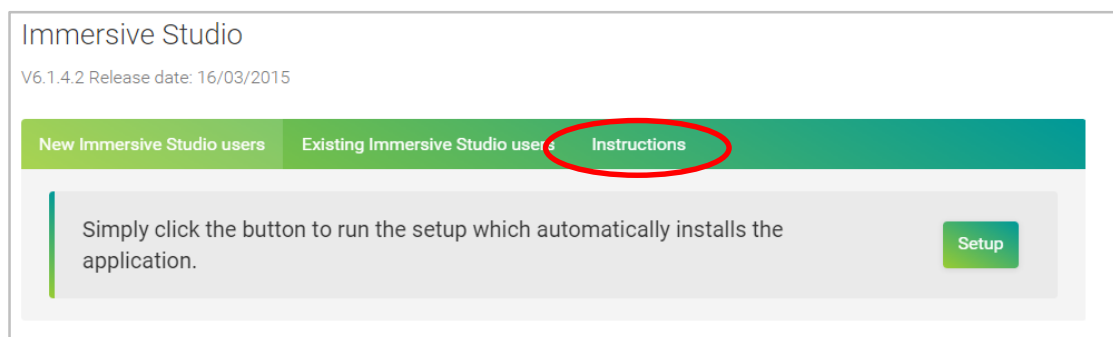 Immersive Studio
V6.1.4.2 Release date: 16/03/2015
New Immersive Studio users Existing Immersive Studio users Instructions
Simply click the button to run the setup which automatically installs the
application.
Setup